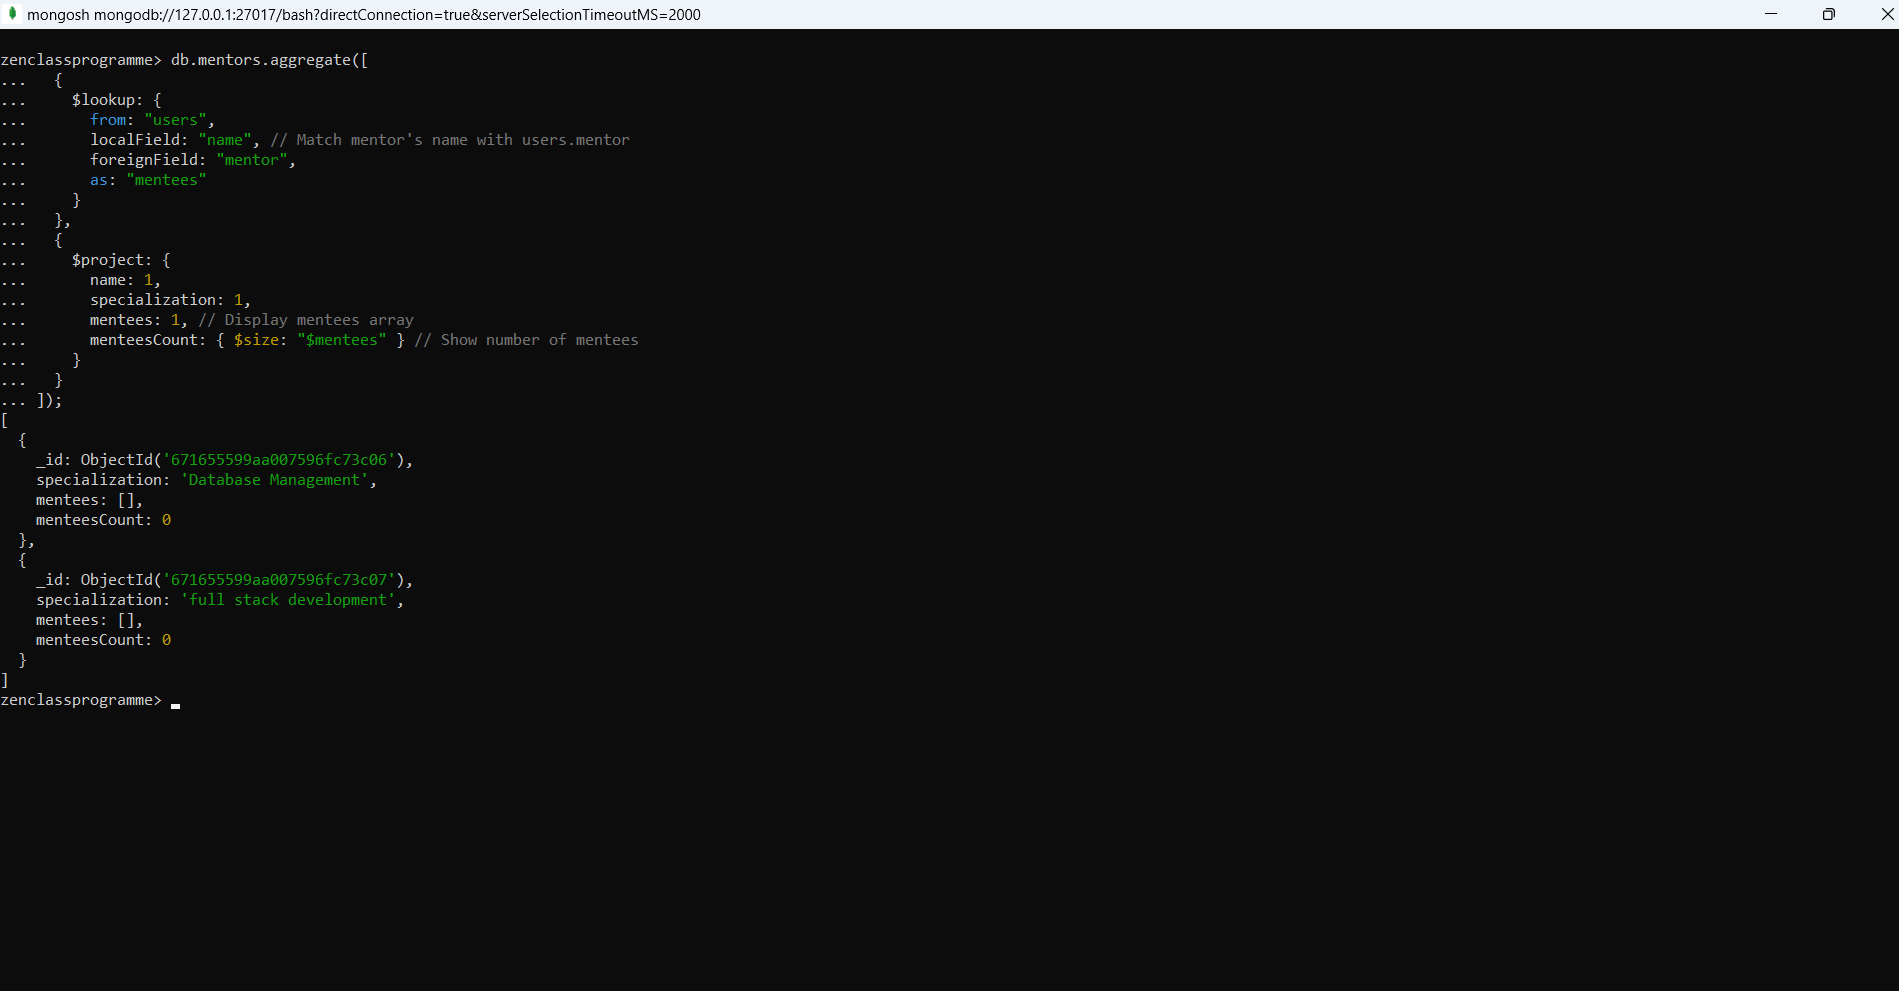 mongosh mongodb://127.0.0.1:27017/bash?directConnection=true&serverSelectionTimeoutMS=2000
zenclassprogramme> db.mentors.aggregate([
...   {
...     $lookup: {
...       from: "users",
...       localField: "name", // Match mentor's name with users.mentor
...       foreignField: "mentor",
...       as: "mentees"
...     }
...   },
...   {
...     $project: {
...       name: 1,
...       specialization: 1,
...       mentees: 1, // Display mentees array
...       menteesCount: { $size: "$mentees" } // Show number of mentees
...     }
...   }
... ]);
[
  {
    _id: ObjectId('671655599aa007596fc73c06'),
    specialization: 'Database Management',
    mentees: [],
    menteesCount: 0
  },
  {
    _id: ObjectId('671655599aa007596fc73c07'),
    specialization: 'full stack development',
    mentees: [],
    menteesCount: 0
  }
]
zenclassprogramme>